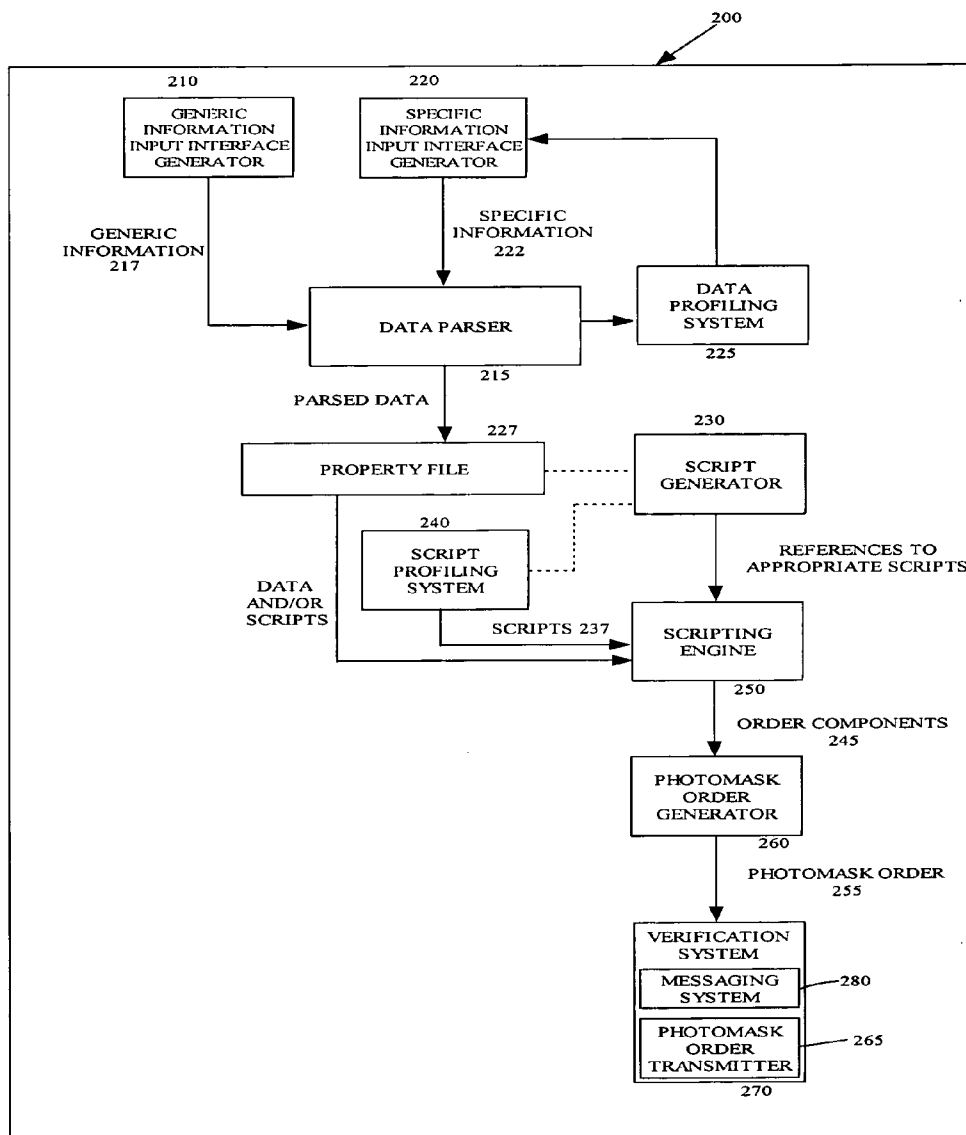 200
210
220
GENERIC
INFORMATION
INPUT INTERFACE
GENERATOR
SPECIFIC
INFORMATION
INPUT INTERFACE
GENERATOR
GENERIC
INFORMATION
217
SPECIFIC
INFORMATION
222
DATA
PROFILING
SYSTEM
225
DATA PARSER
215
PARSED DATA
227
PROPERTY FILE
230
SCRIPT
GENERATOR
240
SCRIPT
PROFILING
SYSTEM
REFERENCES TO
APPROPRIATE SCRIPTS
DATA
AND/OR
SCRIPTS
SCRIPTS 237
SCRIPTING
ENGINE
250
ORDER COMPONENTS
245
PHOTOMASK
ORDER
GENERATOR
260
PHOTOMASK ORDER
255
VERIFICATION
SYSTEM
MESSAGING
SYSTEM
280
PHOTOMASK
ORDER
TRANSMITTER
265
270